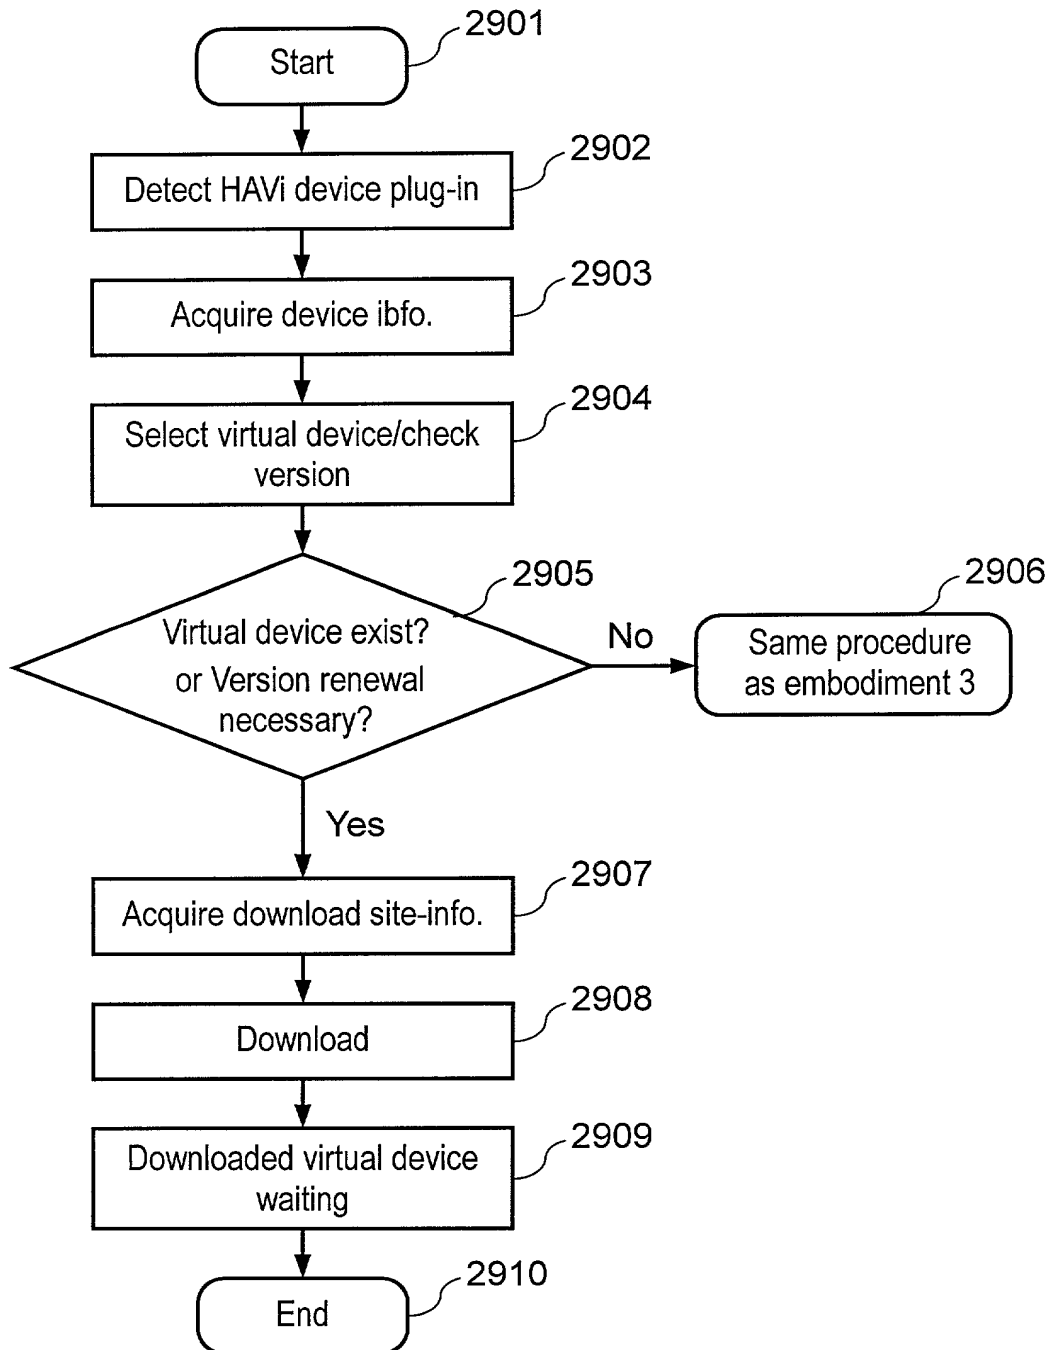 2901
Start
2902
Detect HAVi device plug-in
2903
Acquire device ibfo.
2904
Select virtual device/check
version
2905
Virtual device exist?
or Version renewal
necessary?
No
2906
Same procedure
as embodiment 3
Yes
2907
Acquire download site-info.
2908
Download
2909
Downloaded virtual device
waiting
2910
End